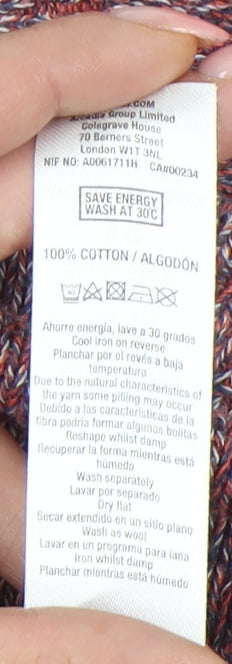 .COM
Arcadia Group Limited
Colegrave House
70 Berners Street
London W1T 3NL
NIF NO: A0061711H CA#00234
SAVE ENERGY
WASH AT 30°C
100% COTTON / ALGODÓN
40
Ahorre energía, lave a 30 grados
Cool iron on reverse
Planchar por el revés a baja
temperatura
Due to the natural characteristics of
the yarn some pilling may occur
Debido a las características de la
fibra podría formar algunas bolitas
Reshape whilst damp
Recuperar la forma mientras está
húmedo
Wash separately
Lavar por separado
Dry flat
Secar extendido en un sitio plano
Wash as wool
Lavar en un programa para lana
Iron whilst damp
Planchar mientras está húmedo